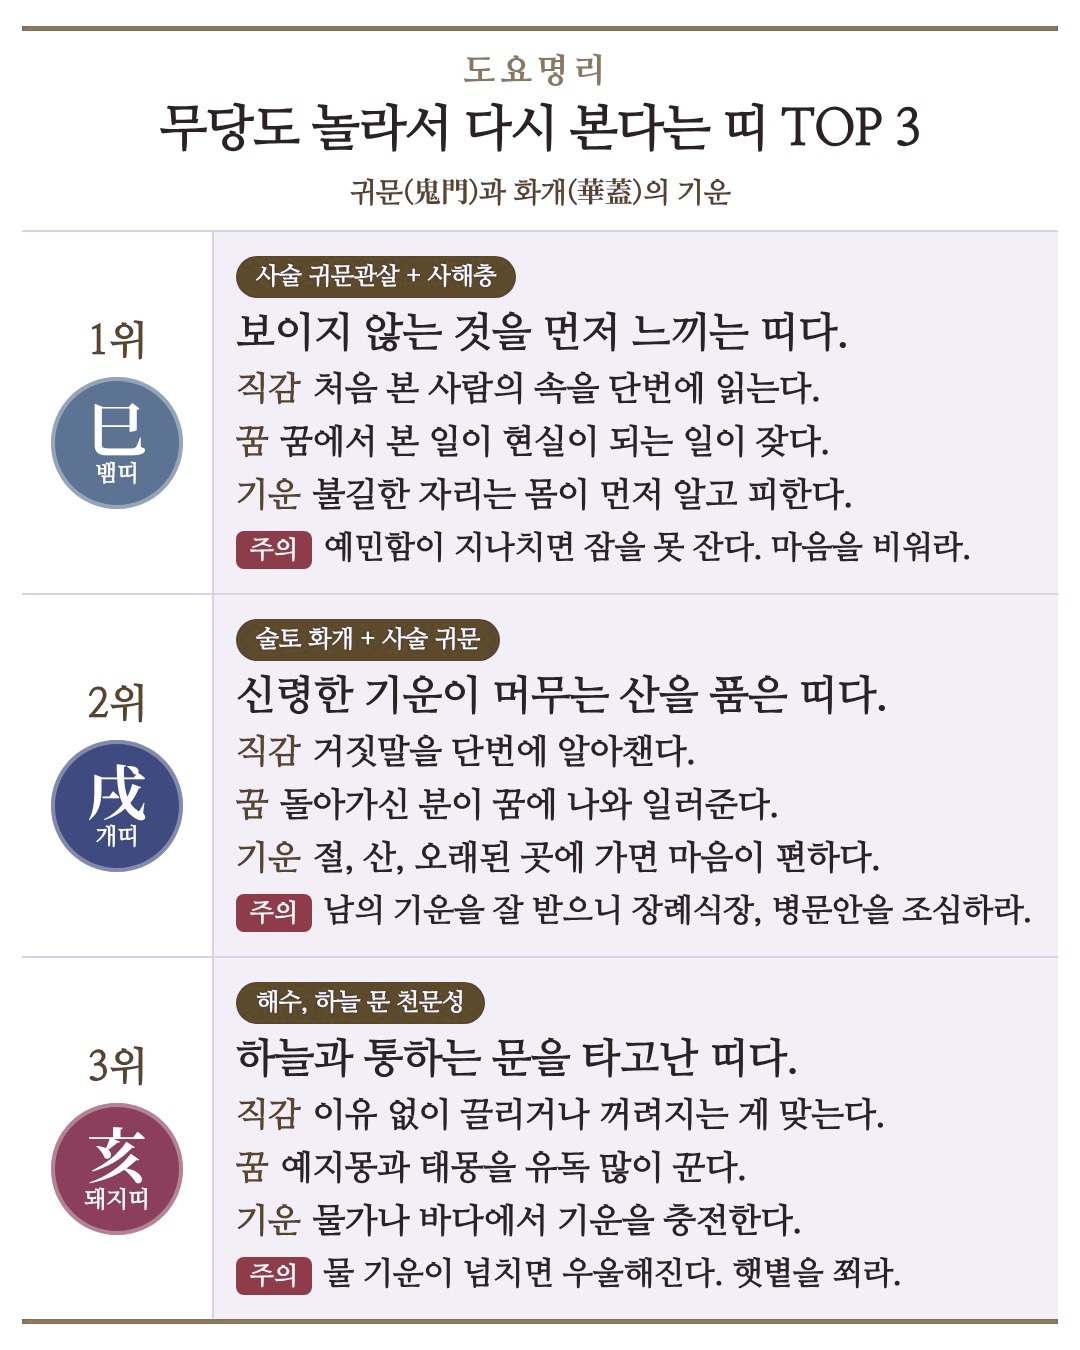 도요명리
무당도 놀라서 다시 본다는 띠 TOP 3
귀문(鬼門)과 화개(華蓋)의 기운
1위
巳
뱀띠
사술 귀문관살 + 사해충
보이지 않는 것을 먼저 느끼는 띠다.
직감 처음 본 사람의 속을 단번에 읽는다.
꿈 꿈에서 본 일이 현실이 되는 일이 잦다.
기운 불길한 자리는 몸이 먼저 알고 피한다.
주의 예민함이 지나치면 잠을 못 잔다. 마음을 비워라.
2위
戌
개띠
술토 화개 + 사술 귀문
신령한 기운이 머무는 산을 품은 띠다.
직감 거짓말을 단번에 알아챈다.
꿈 돌아가신 분이 꿈에 나와 일러준다.
기운 절, 산, 오래된 곳에 가면 마음이 편하다.
주의 남의 기운을 잘 받으니 장례식장, 병문안을 조심하라.
3위
亥
돼지띠
해수, 하늘 문 천문성
하늘과 통하는 문을 타고난 띠다.
직감 이유 없이 끌리거나 꺼려지는 게 맞는다.
꿈 예지몽과 태몽을 유독 많이 꾼다.
기운 물가나 바다에서 기운을 충전한다.
주의 물 기운이 넘치면 우울해진다. 햇볕을 쬐라.